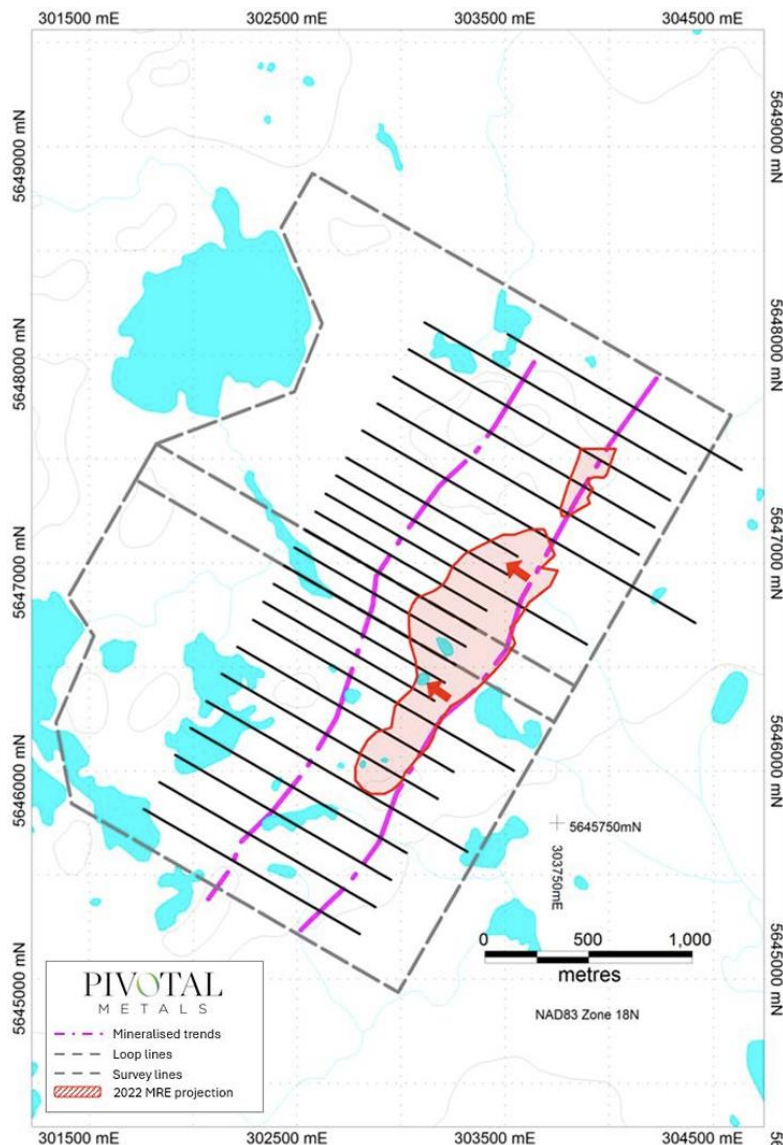 301500 mE 302500 mE 303500 mE 304500 mE
5649000 mN 5649000 mN
5648000 mN 5648000 mN
5647000 mN 5647000 mN
5646000 mN 5646000 mN
5645750mN
303750mE
5645000 mN 5645000 mN
0 500 1,000
metres
NAD83 Zone 18N
PIVOTAL
METALS
Mineralised trends
Loop lines
Survey lines
2022 MRE projection
301500 mE 302500 mE 303500 mE 304500 mE